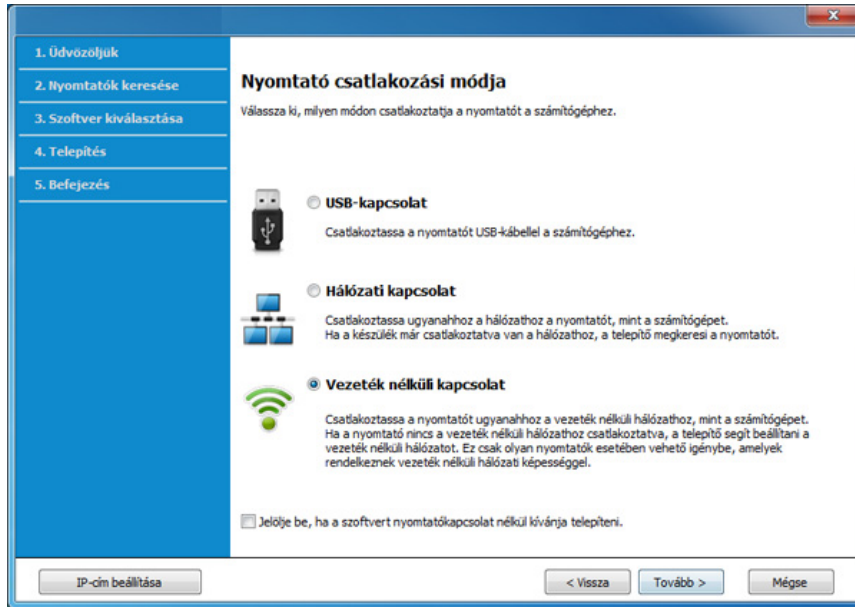 1. Üdvözöljük
2. Nyomtatók keresése
3. Szoftver kiválasztása
4. Telepítés
5. Befejezés
Nyomtató csatlakozási módja
Válassza ki, milyen módon csatlakoztatja a nyomtatót a számítógéphez.
USB-kapcsolat
Csatlakoztassa a nyomtatót USB-kábellel a számítógéphez.
Hálózati kapcsolat
Csatlakoztassa ugyanahhoz a hálózathoz a nyomtatót, mint a számítógépet.
Ha a készülék már csatlakoztatva van a hálózathoz, a telepítő megkeresi a nyomtatót.
Vezeték nélküli kapcsolat
Csatlakoztassa a nyomtatót ugyanahhoz a vezeték nélküli hálózathoz, mint a számítógépet.
Ha a nyomtató nincs a vezeték nélküli hálózathoz csatlakoztatva, a telepítő segít beállítani a
vezeték nélküli hálózatot. Ez csak olyan nyomtatók esetében vehető igénybe, amelyek
rendelkeznek vezeték nélküli hálózati képességgel.
Jelölje be, ha a szoftvert nyomtatókapcsolat nélkül kívánja telepíteni.
IP-cím beállítása
< Vissza
Tovább >
Mégse